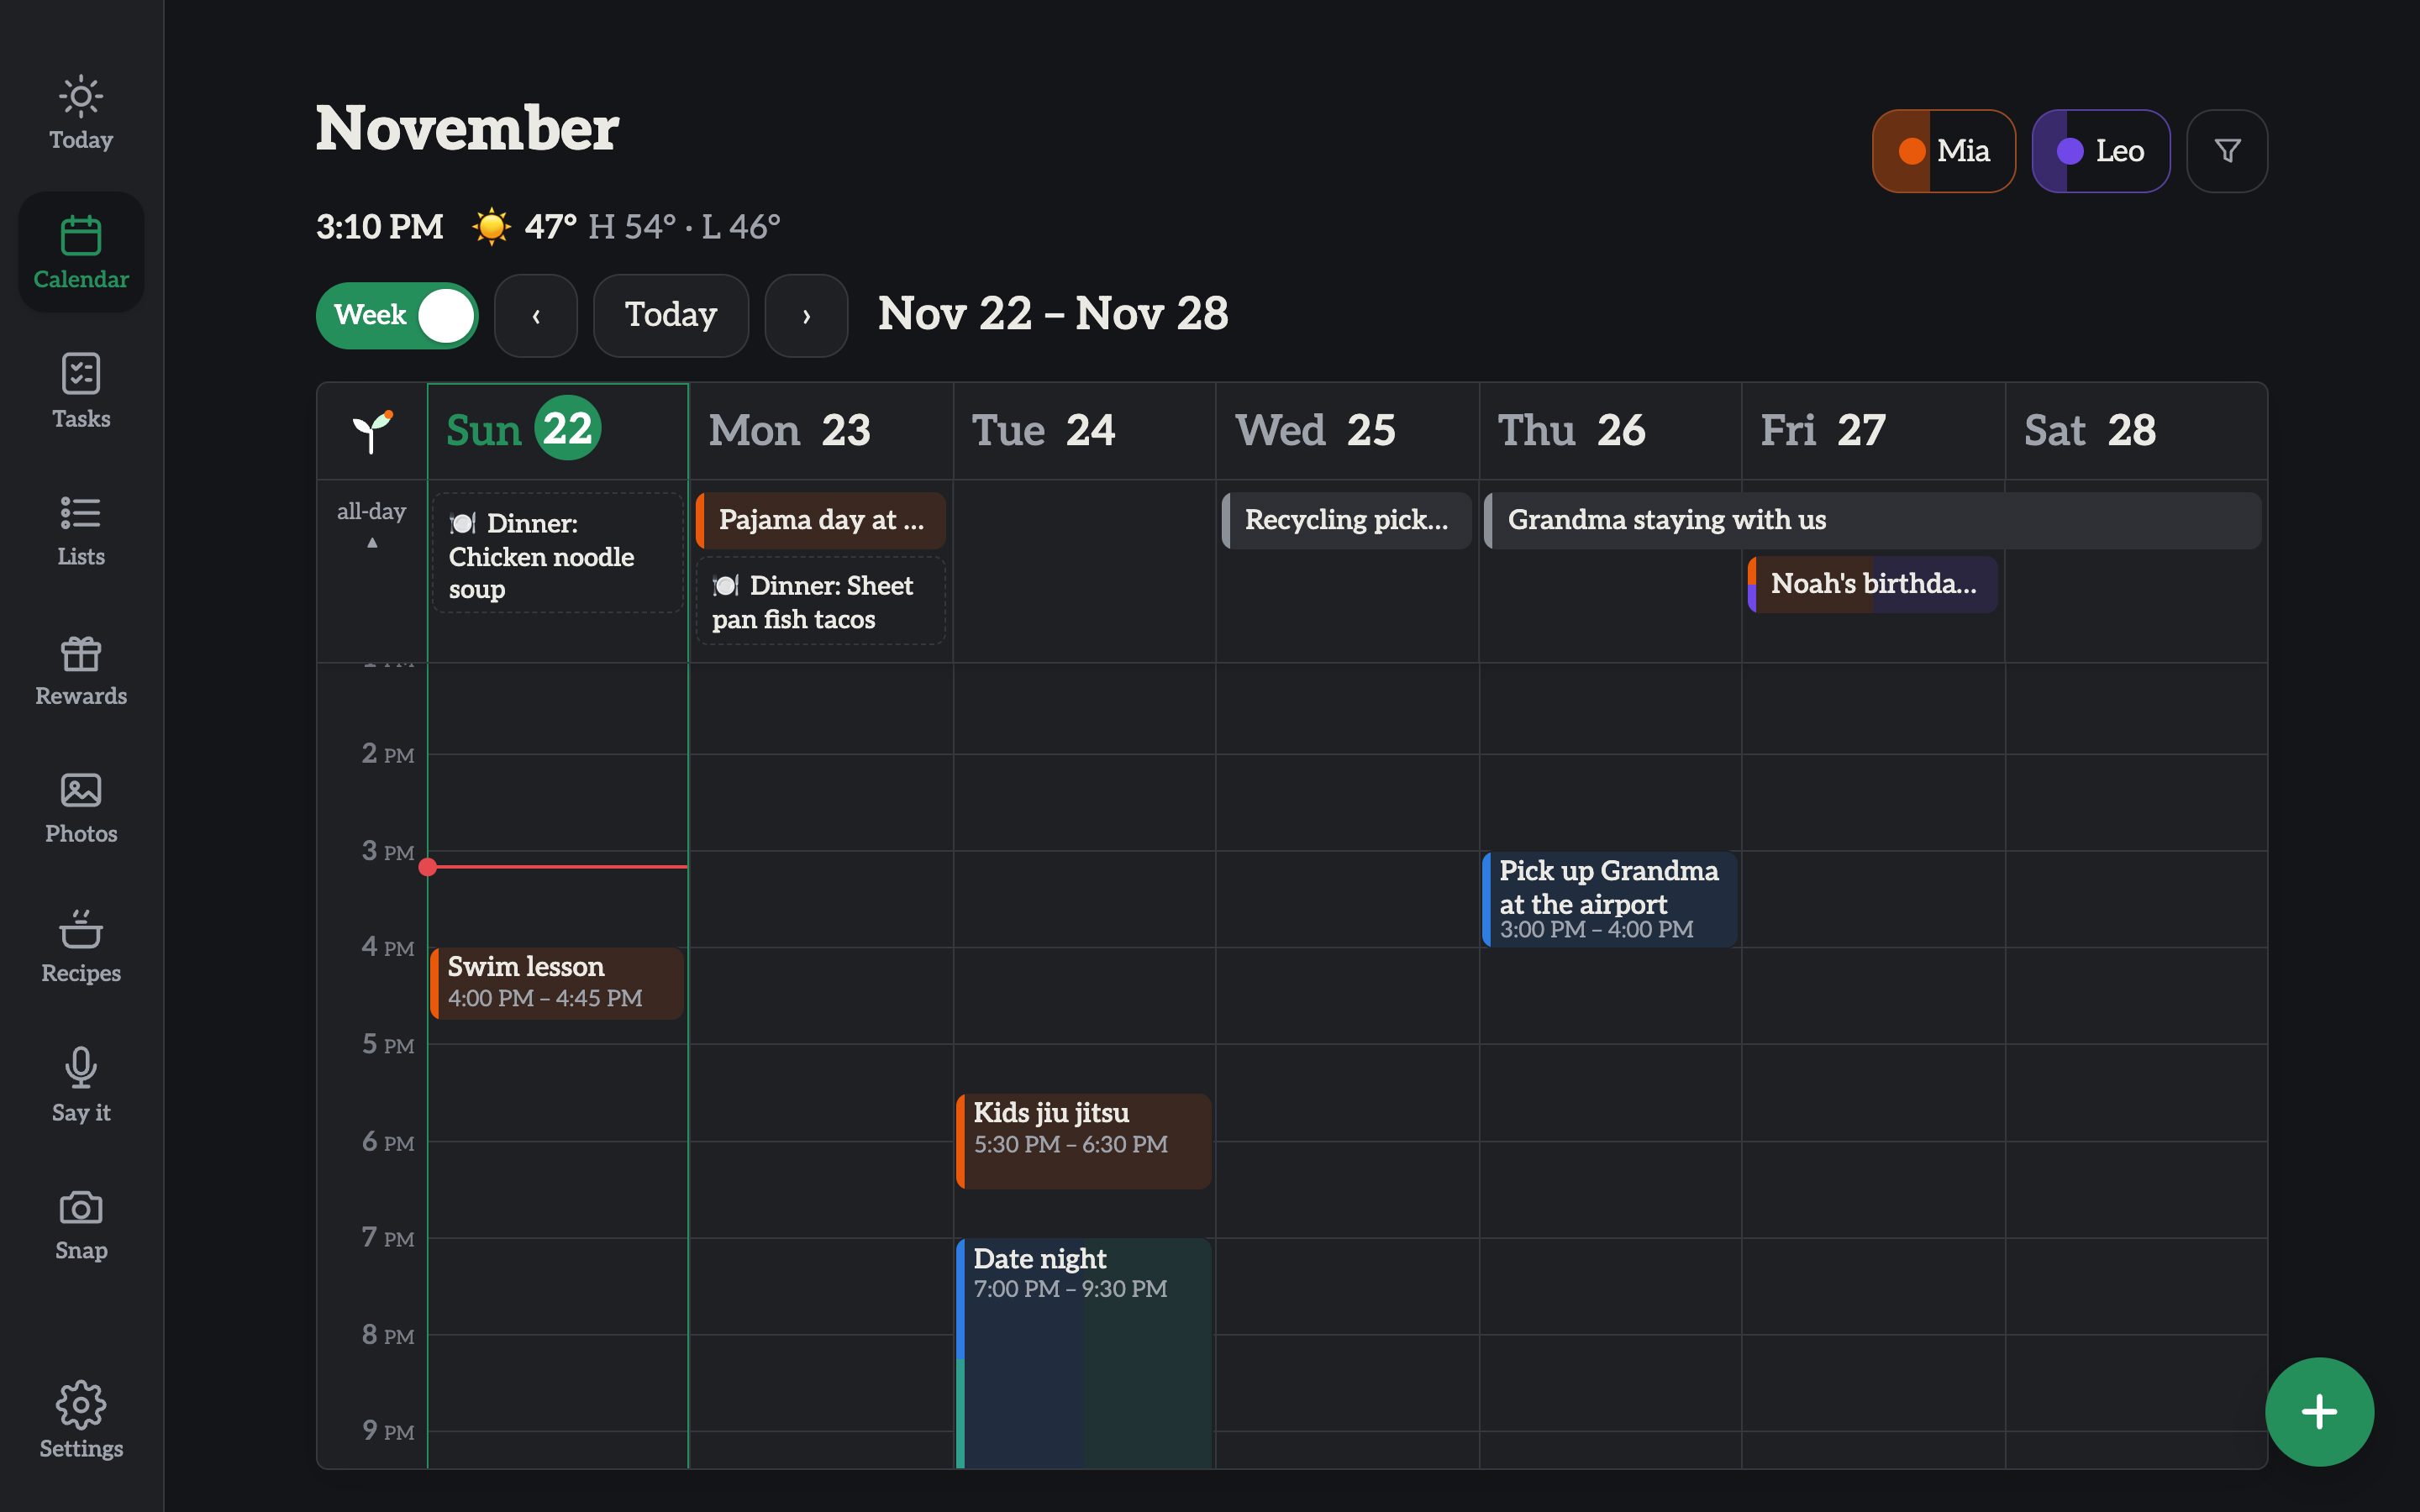 Today
Calendar
Tasks
Lists
Rewards
Photos
Recipes
Say it
Snap
Settings
November
Mia
Leo
3:10 PM ☀️ 47° H 54° · L 46°
Week
‹
Today
›
Nov 22 – Nov 28
Sun 22
Mon 23
Tue 24
Wed 25
Thu 26
Fri 27
Sat 28
all-day
▲
🍽️ Dinner:
Chicken noodle
soup
Pajama day at ...
🍽️ Dinner: Sheet
pan fish tacos
Recycling pick...
Grandma staying with us
Noah's birthda...
2 PM
3 PM
4 PM
5 PM
6 PM
7 PM
8 PM
9 PM
Swim lesson
4:00 PM – 4:45 PM
Kids jiu jitsu
5:30 PM – 6:30 PM
Date night
7:00 PM – 9:30 PM
Pick up Grandma
at the airport
3:00 PM – 4:00 PM
+